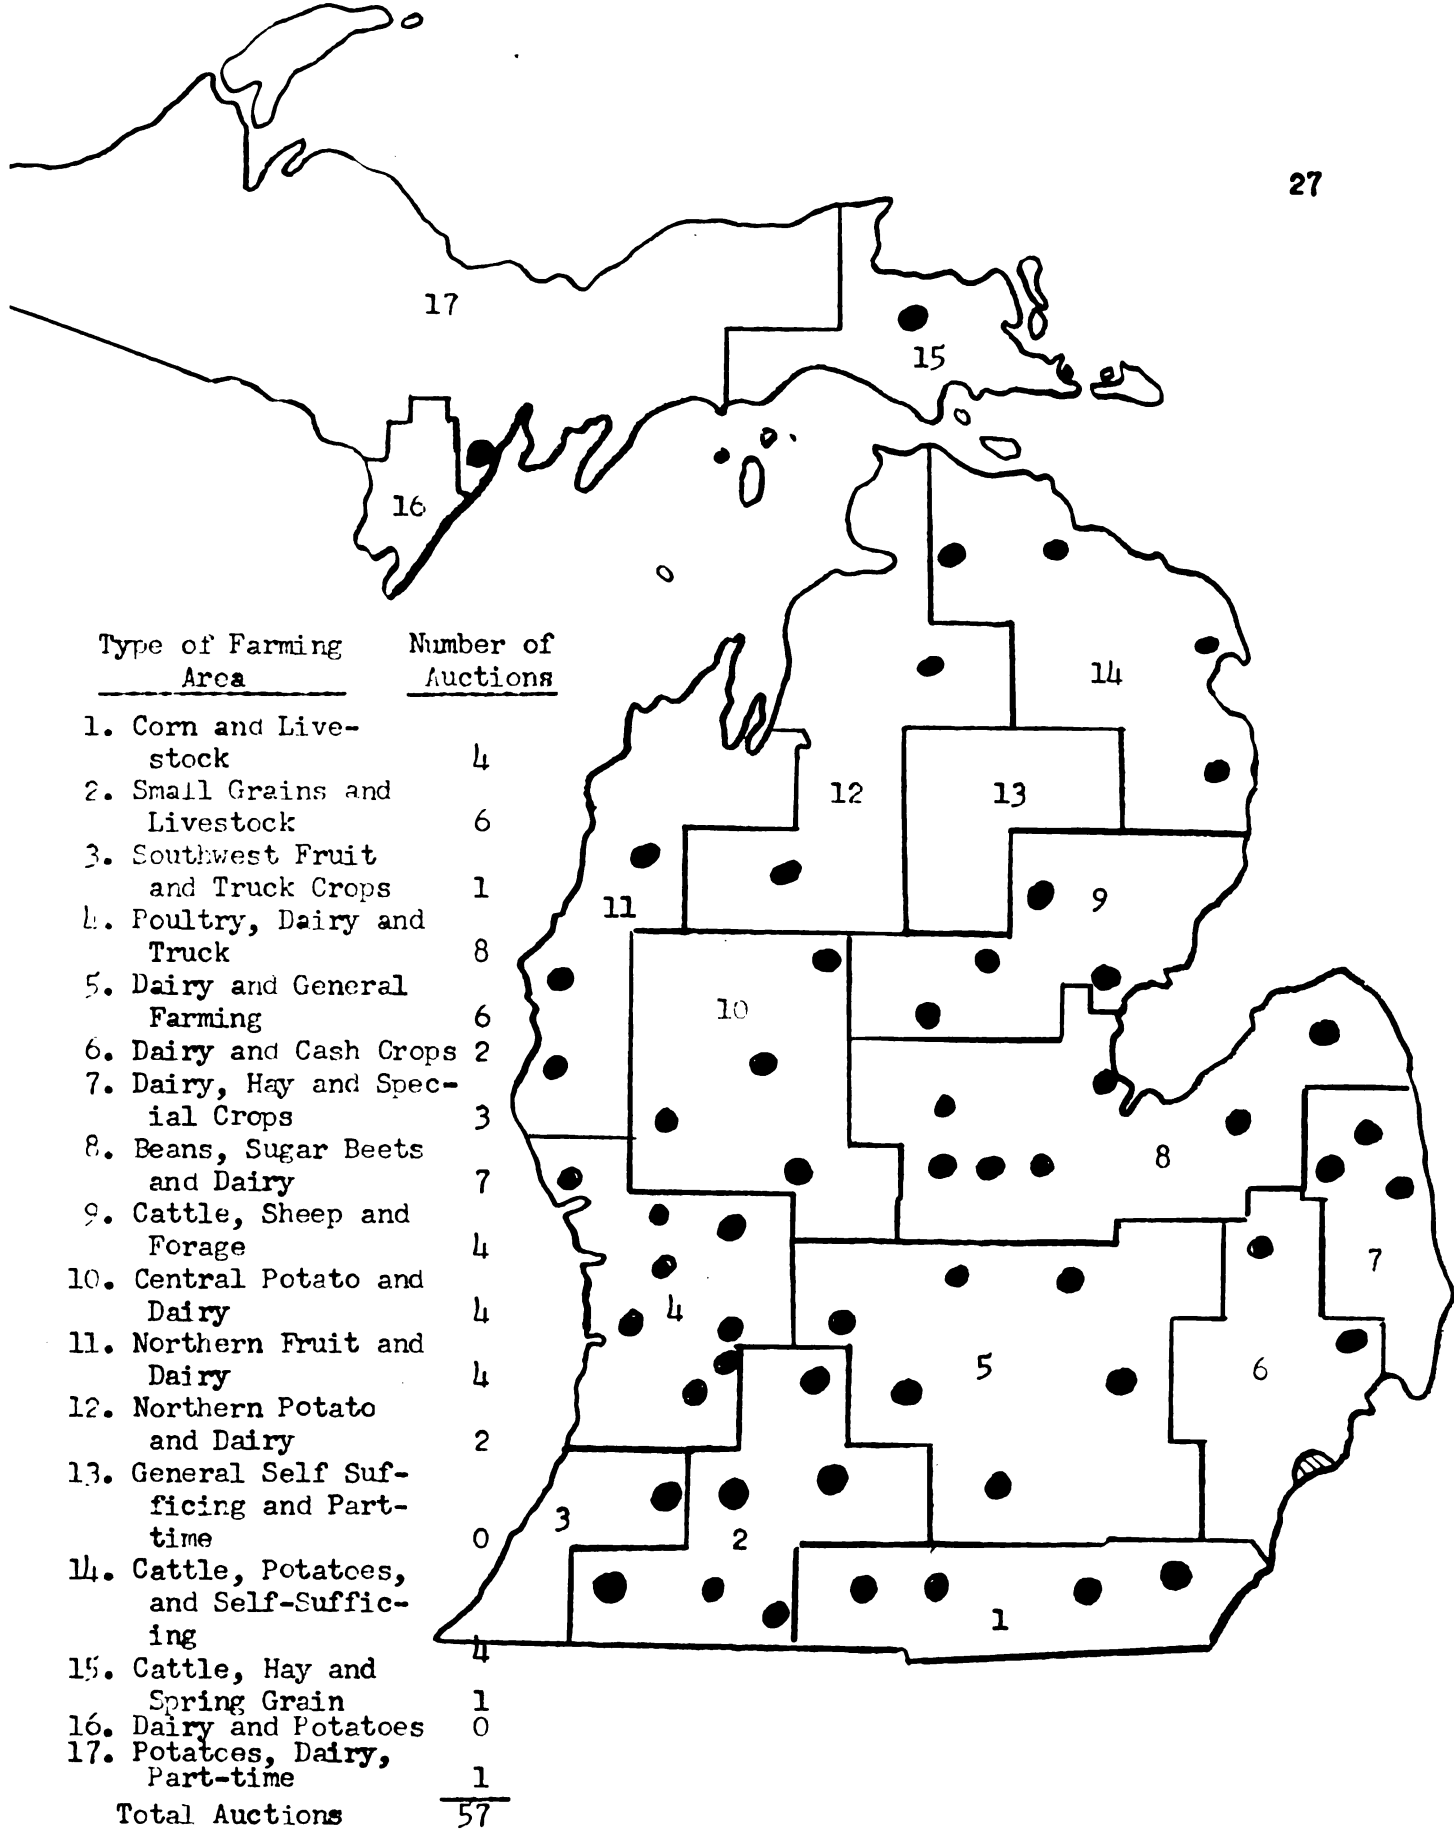 27
17
15
16
Type of Farming Number of
Area Auctions
14
1. Corn and Live-
stock 4
2. Small Grains and
Livestock 6
12
13
3. Southwest Fruit
and Truck Crops 1
11
9
4. Poultry, Dairy and
Truck 8
5. Dairy and General
Farming 6
10
6. Dairy and Cash Crops 2
7. Dairy, Hay and Spec-
ial Crops 3
8. Beans, Sugar Beets
and Dairy 7
8
9. Cattle, Sheep and
Forage 4
7
10. Central Potato and
Dairy 4
4
11. Northern Fruit and
Dairy 4
5
6
12. Northern Potato
and Dairy 2
13. General Self Suf-
ficing and Part-
time 0
3
2
14. Cattle, Potatoes,
and Self-Suffic-
ing 4
1
15. Cattle, Hay and
Spring Grain 1
16. Dairy and Potatoes 0
17. Potatoes, Dairy,
Part-time 1
Total Auctions 57